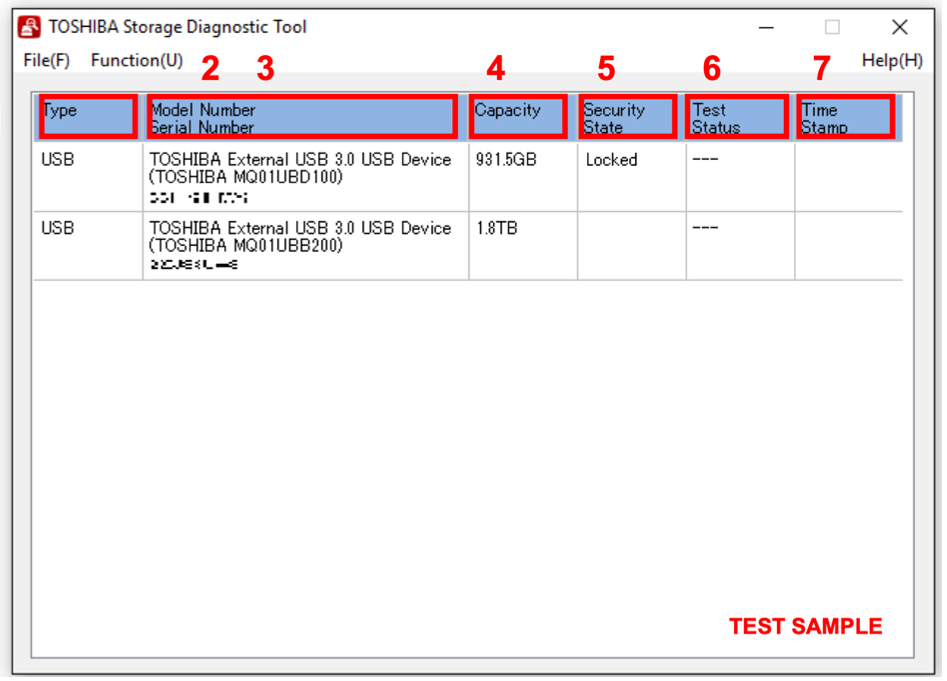 TOSHIBA Storage Diagnostic Tool
File(F) Function(U) Help(H)
2 3 4 5 6 7
Type Model Number Capacity Security Test Time
Serial Number State Status Stamp
USB TOSHIBA External USB 3.0 USB Device 931.5GB Locked ---
(TOSHIBA MQ01UBD100)
USB TOSHIBA External USB 3.0 USB Device 1.8TB ---
(TOSHIBA MQ01UBB200)
TEST SAMPLE